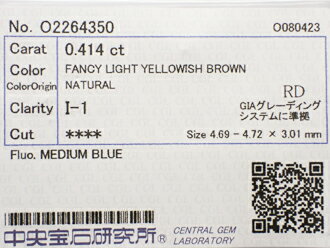 No. O2264350 O080423
Carat 0.414 ct
Color FANCY LIGHT YELLOWISH BROWN
ColorOrigin NATURAL
RD
Clarity I-1 GIAグレーディング
システムに準拠
Cut **** Size 4.69 - 4.72 × 3.01 mm
Fluo. MEDIUM BLUE
中央宝石研究所® CENTRAL GEM
LABORATORY